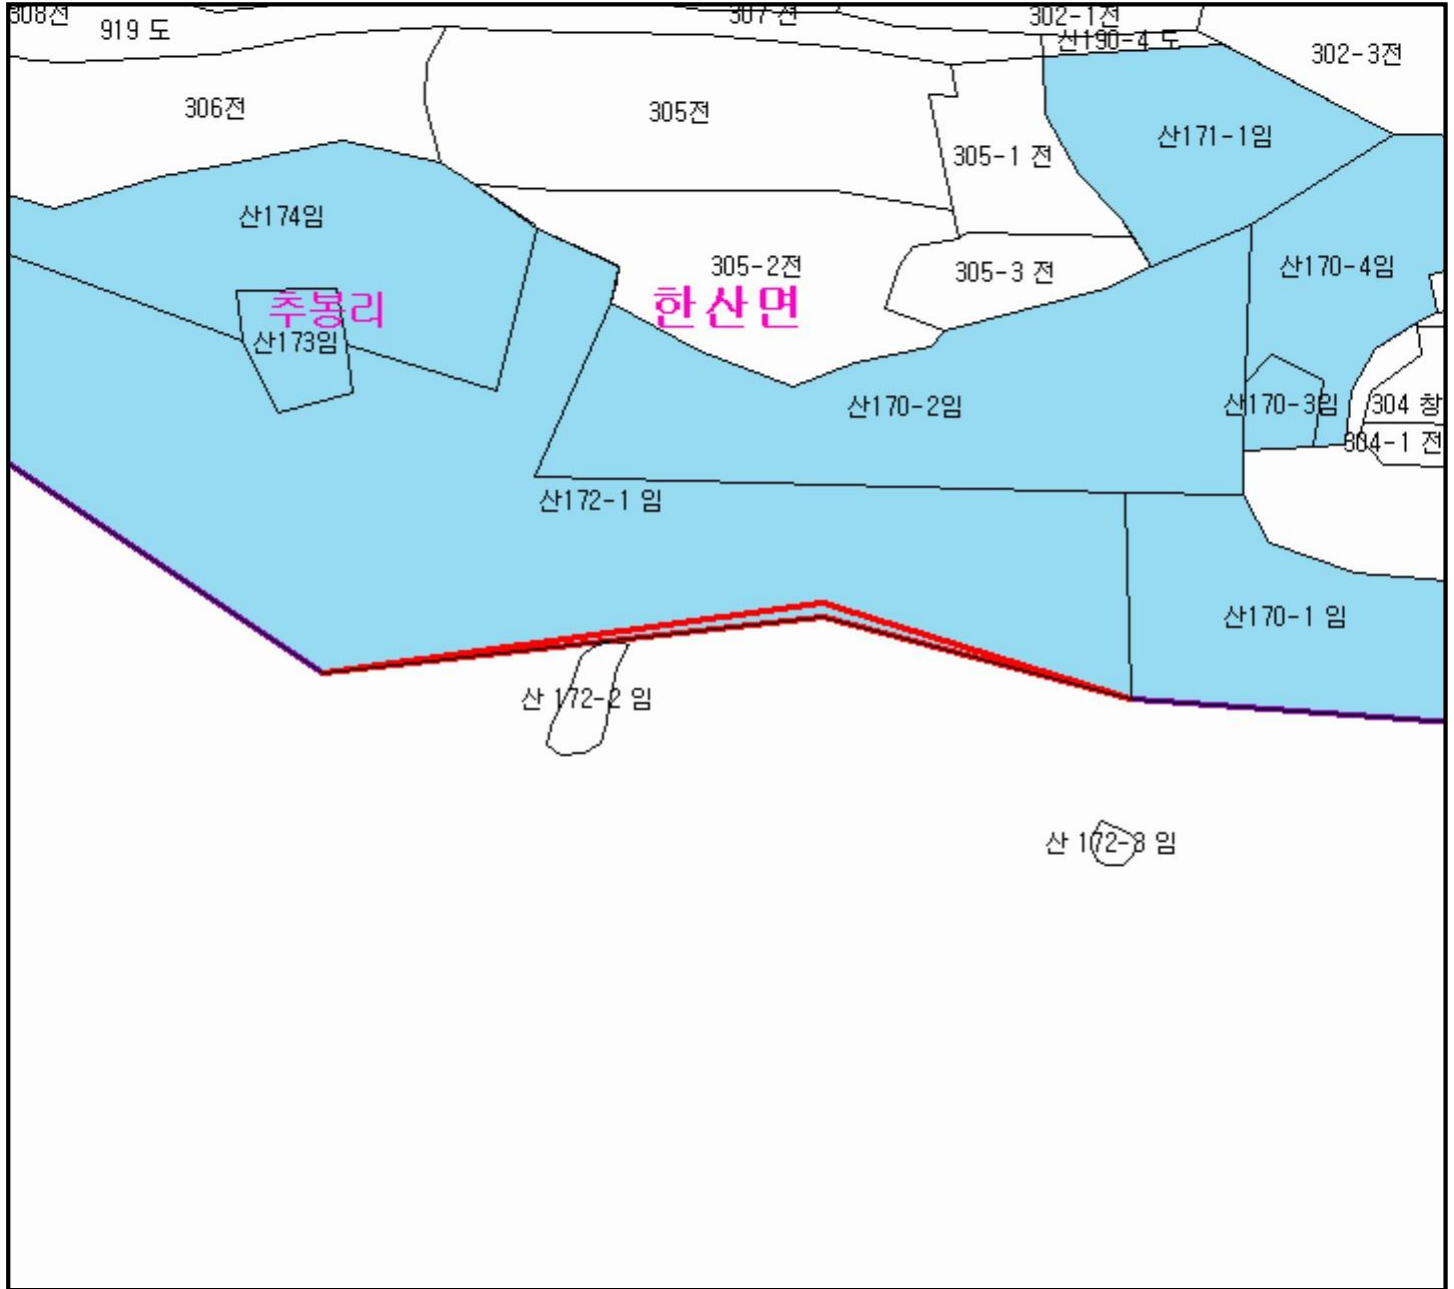 308전
919 도
307 전
302-1전
산190-4 도
302-3전
306전
305전
산171-1임
305-1 전
산174임
305-2전
305-3 전
산170-4임
추봉리
한산면
산173임
산170-2임
산170-3임
304 창
304-1 전
산172-1 임
산170-1 임
산 172-2 임
산 172-3 임